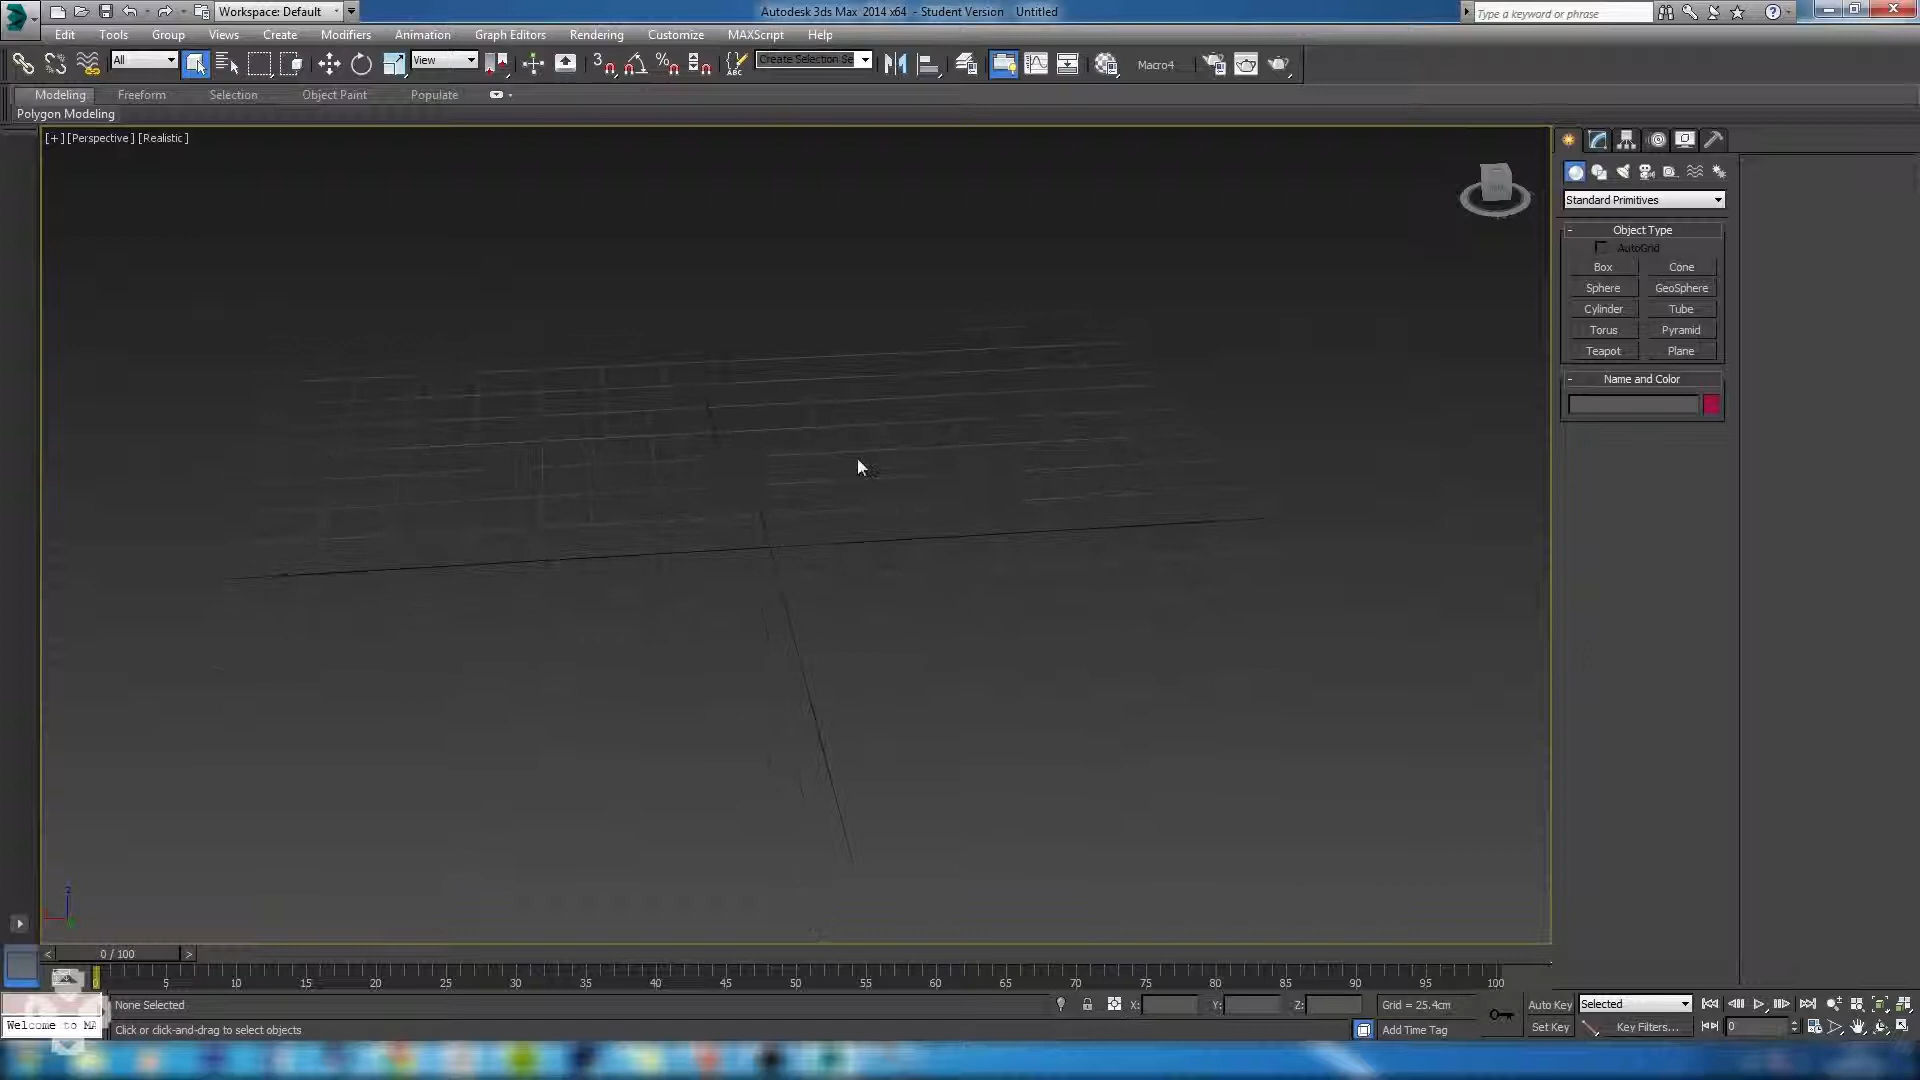 Workspace: Default
Autodesk 3ds Max 2014 x64 - Student Version Untitled
Type a keyword or phrase
Edit Tools Group Views Create Modifiers Animation Graph Editors Rendering Customize MAXScript Help
All View Create Selection Se Macro4
Modeling Freeform Selection Object Paint Populate
Polygon Modeling
[+] [Perspective] [Realistic]
Standard Primitives
- Object Type
AutoGrid
Box Cone
Sphere GeoSphere
Cylinder Tube
Torus Pyramid
Teapot Plane
- Name and Color
z
< 0 / 100 >
0 5 10 15 20 25 30 35 40 45 50 55 60 65 70 75 80 85 90 95 100
None Selected X: Y: Z: Grid = 25.4cm Auto Key Selected
Welcome to MA Click or click-and-drag to select objects Add Time Tag Set Key Key Filters... 0